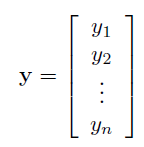 y =
y₁
y₂
⋮
yₙ